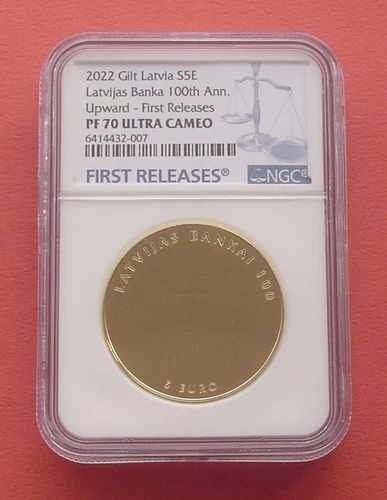 2022 Gilt Latvia S5E
Latvijas Banka 100th Ann.
Upward - First Releases
PF 70 ULTRA CAMEO
6414432-007
FIRST RELEASES®
NGC®
LATVIJAS BANKAI 100
5 EURO